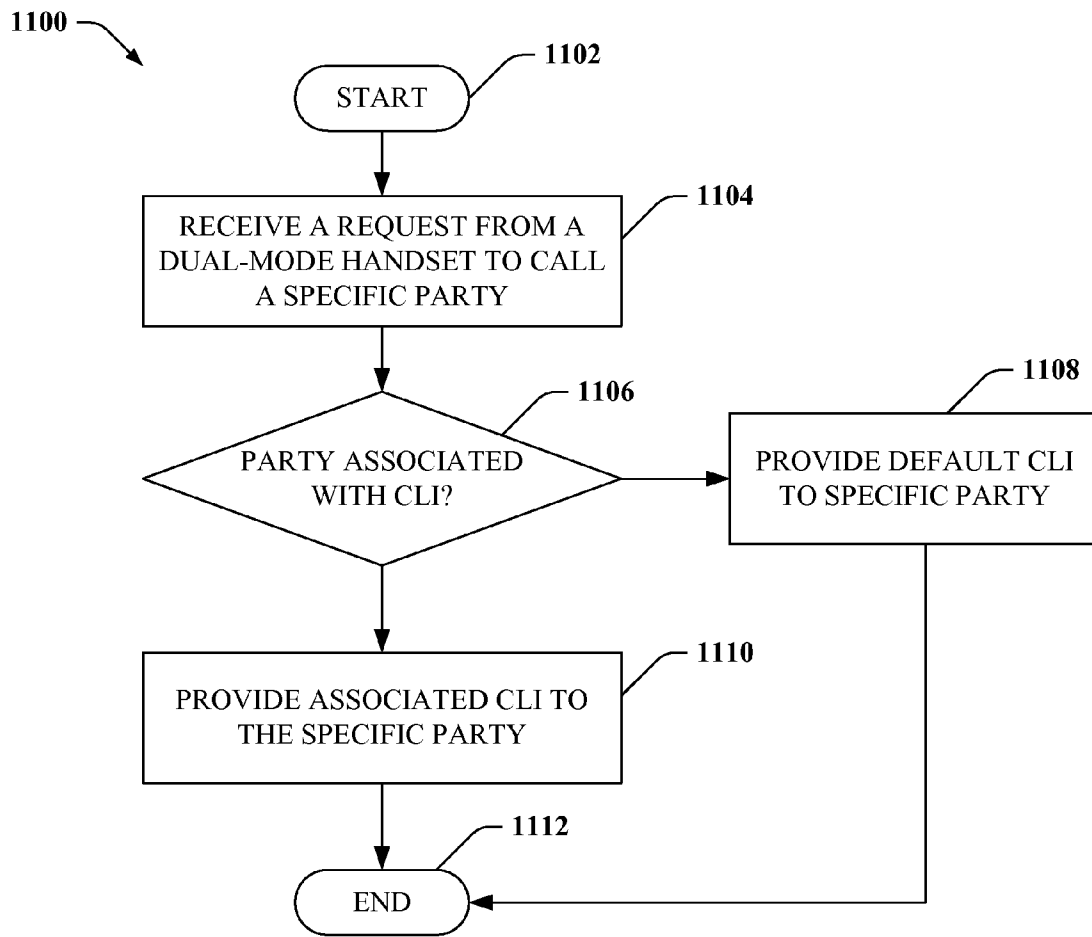 1100
1102
START
1104
RECEIVE A REQUEST FROM A
DUAL-MODE HANDSET TO CALL
A SPECIFIC PARTY
1106
PARTY ASSOCIATED
WITH CLI?
1108
PROVIDE DEFAULT CLI
TO SPECIFIC PARTY
1110
PROVIDE ASSOCIATED CLI TO
THE SPECIFIC PARTY
1112
END